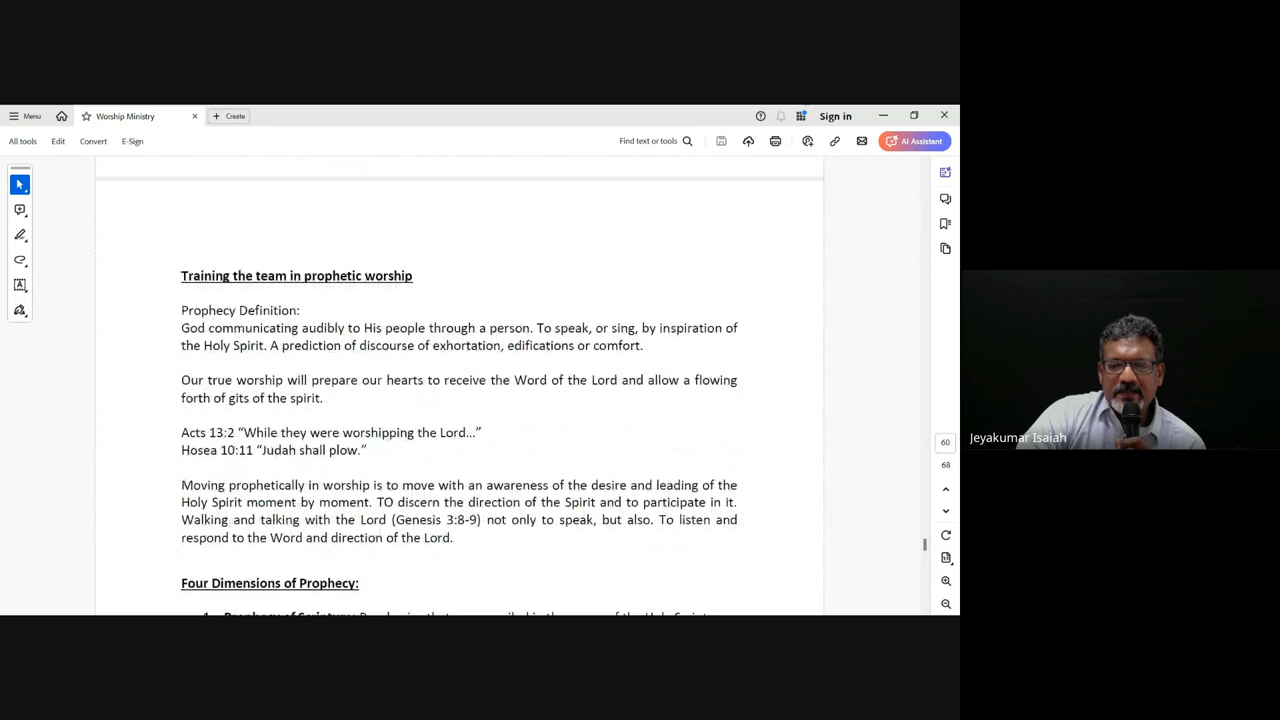 Menu
Worship Ministry
Create
Sign in
All tools
Edit
Convert
E-Sign
Find text or tools
AI Assistant
Training the team in prophetic worship
Prophecy Definition:
God communicating audibly to His people through a person. To speak, or sing, by inspiration of
the Holy Spirit. A prediction of discourse of exhortation, edifications or comfort.
Our true worship will prepare our hearts to receive the Word of the Lord and allow a flowing
forth of gits of the spirit.
Acts 13:2 “While they were worshipping the Lord...”
Hosea 10:11 “Judah shall plow.”
Moving prophetically in worship is to move with an awareness of the desire and leading of the
Holy Spirit moment by moment. TO discern the direction of the Spirit and to participate in it.
Walking and talking with the Lord (Genesis 3:8-9) not only to speak, but also. To listen and
respond to the Word and direction of the Lord.
Four Dimensions of Prophecy:
60
68
Jeyakumar Isaiah